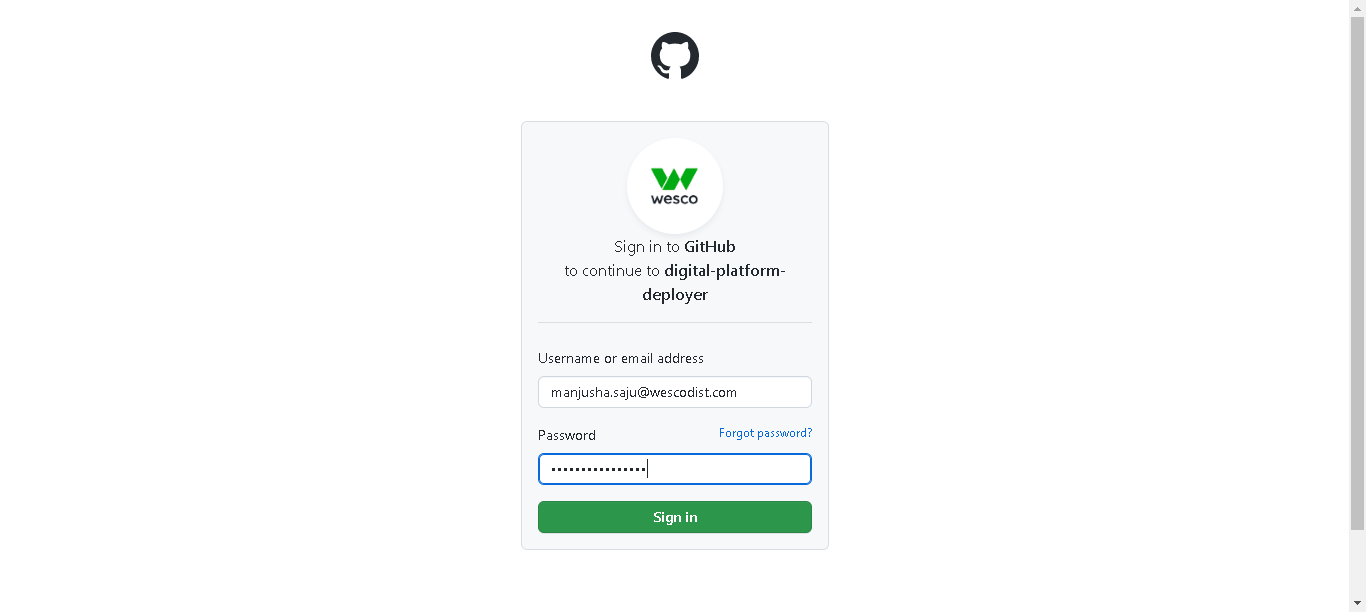 wesco
Sign in to GitHub
to continue to digital-platform-
deployer
Username or email address
manjusha.saju@wescodist.com
Password
Forgot password?
••••••••••••••••
Sign in